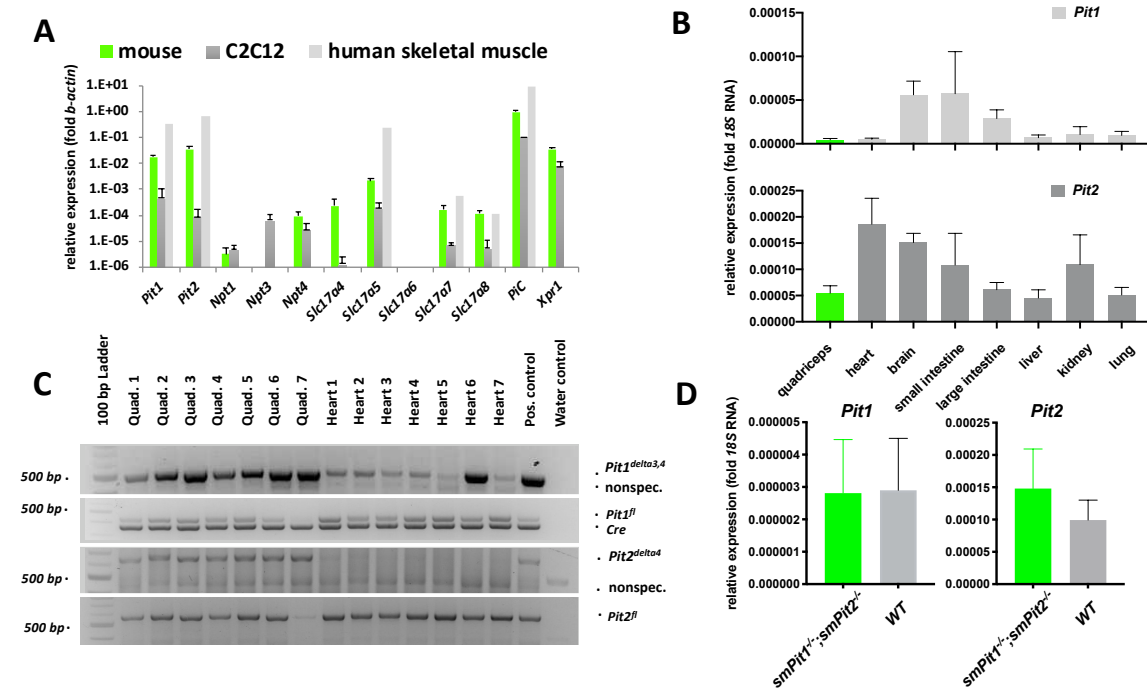 A
mouse C2C12 human skeletal muscle
relative expression (fold b-actin)
1.E+01
1.E+00
1.E-01
1.E-02
1.E-03
1.E-04
1.E-05
1.E-06
Pit1 Pit2 Npt1 Npt3 Npt4 Slc17a4 Slc17a5 Slc17a6 Slc17a7 Slc17a8 PiC Xpr1
B
Pit1
relative expression (fold 18S RNA)
0.00015
0.00010
0.00005
0.00000
Pit2
0.00025
0.00020
0.00015
0.00010
0.00005
0.00000
quadriceps heart brain small intestine large intestine liver kidney lung
C
100 bp Ladder Quad. 1 Quad. 2 Quad. 3 Quad. 4 Quad. 5 Quad. 6 Quad. 7 Heart 1 Heart 2 Heart 3 Heart 4 Heart 5 Heart 6 Heart 7 Pos. control Water control
500 bp · · Pit1delta3,4
· nonspec.
500 bp · · Pit1fl
· Cre
· Pit2delta4
500 bp · · nonspec.
500 bp · · Pit2fl
D
relative expression (fold 18S RNA)
Pit1
0.000005
0.000004
0.000003
0.000002
0.000001
0.000000
smPit1-/-;smPit2-/- WT
Pit2
0.00025
0.00020
0.00015
0.00010
0.00005
0.00000
smPit1-/-;smPit2-/- WT